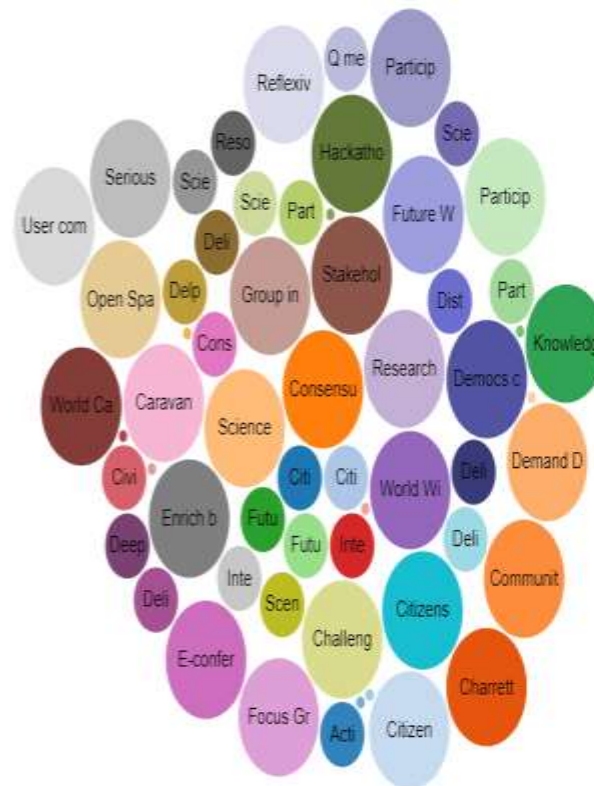 Q me
Particip
Reflexiv
Scie
Reso
Hackatho
Serious
Scie
Particip
Scie
Part
Future W
User com
Deli
Stakehol
Open Spa
Delp
Group in
Dist
Part
Cons
Knowledg
Research
Democs c
Consensu
World Ca
Caravan
Science
Demand D
Civi
Citi
Citi
World Wi
Deli
Enrich b
Futu
Deep
Futu
Inte
Deli
Communit
Inte
Deli
Scen
Citizens
Challeng
E-confer
Charrett
Focus Gr
Acti
Citizen